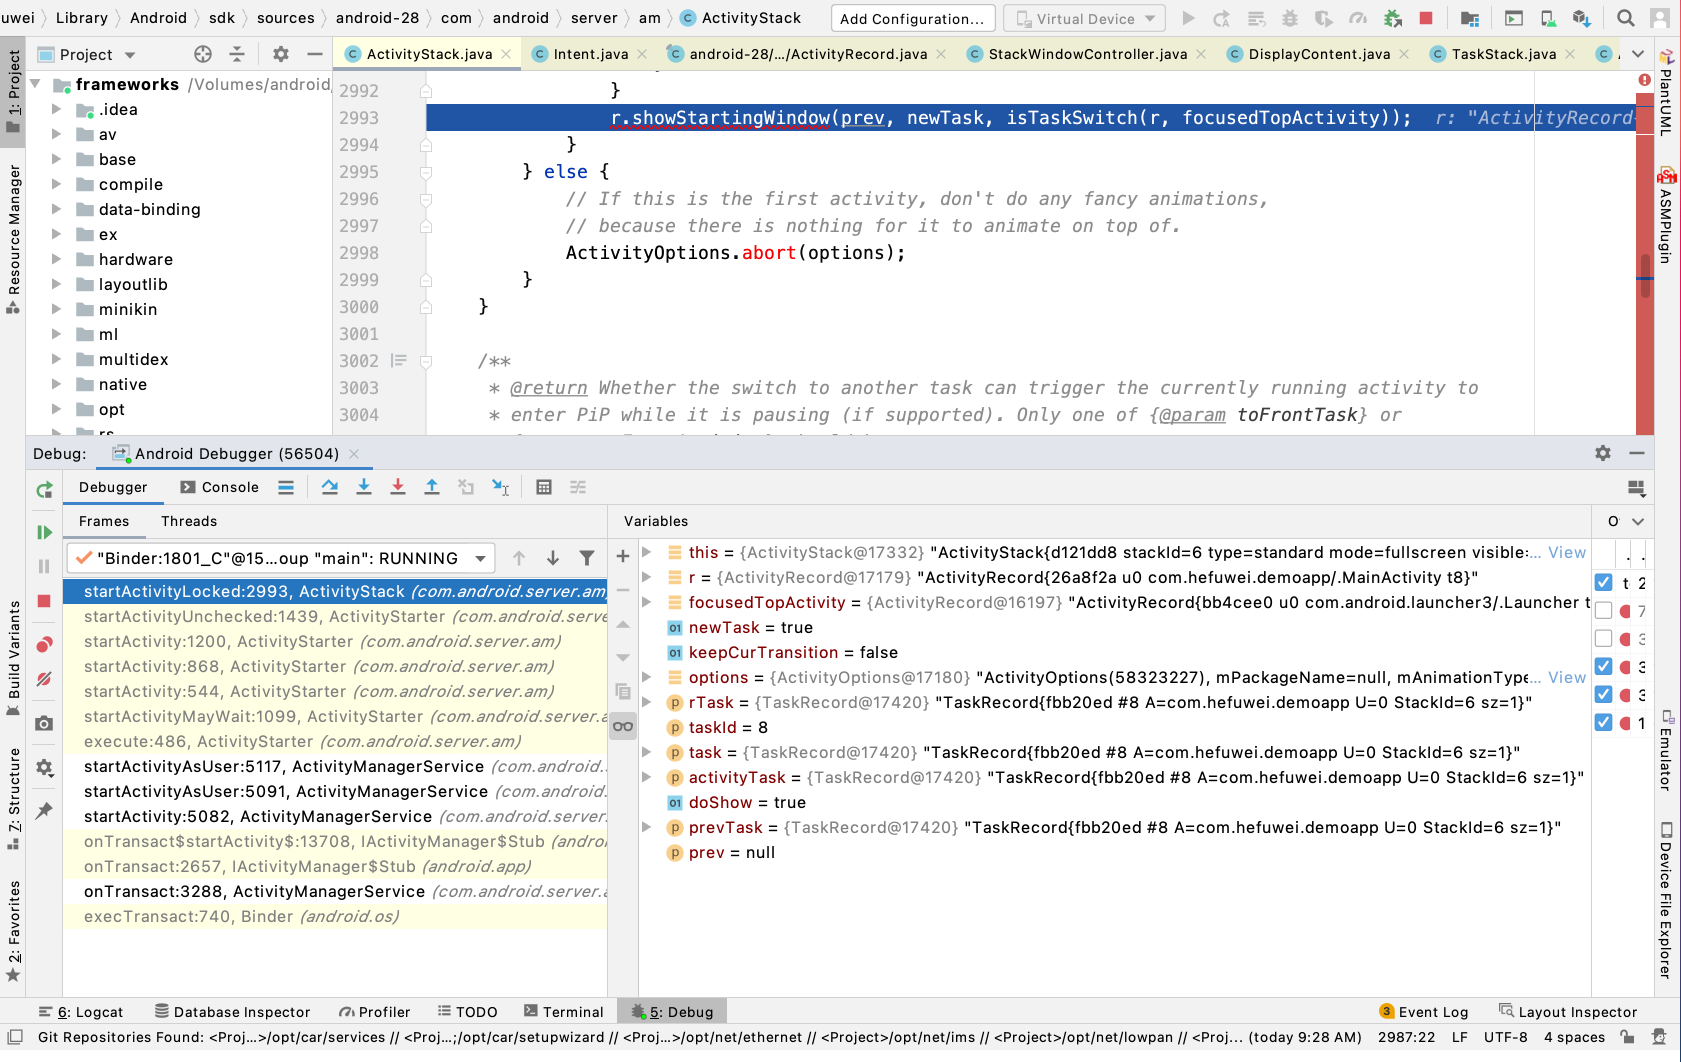 uwei › Library › Android › sdk › sources › android-28 › com › android › server › am › ActivityStack
Add Configuration...
Virtual Device
Project
ActivityStack.java
Intent.java
android-28/.../ActivityRecord.java
StackWindowController.java
DisplayContent.java
TaskStack.java
1: Project
Resource Manager
Build Variants
7: Structure
2: Favorites
frameworks /Volumes/android/
.idea
av
base
compile
data-binding
ex
hardware
layoutlib
minikin
ml
multidex
native
opt
rs
2992 }
2993 r.showStartingWindow(prev, newTask, isTaskSwitch(r, focusedTopActivity)); r: "ActivityRecord
2994 }
2995 } else {
2996 // If this is the first activity, don't do any fancy animations,
2997 // because there is nothing for it to animate on top of.
2998 ActivityOptions.abort(options);
2999 }
3000 }
3001
3002 /**
3003 * @return Whether the switch to another task can trigger the currently running activity to
3004 * enter PiP while it is pausing (if supported). Only one of {@param toFrontTask} or
PlantUML
ASMPlugin
Emulator
Device File Explorer
Debug: Android Debugger (56504)
Debugger
Console
Frames
Threads
"Binder:1801_C"@15...oup "main": RUNNING
startActivityLocked:2993, ActivityStack (com.android.server.am
startActivityUnchecked:1439, ActivityStarter (com.android.serve
startActivity:1200, ActivityStarter (com.android.server.am)
startActivity:868, ActivityStarter (com.android.server.am)
startActivity:544, ActivityStarter (com.android.server.am)
startActivityMayWait:1099, ActivityStarter (com.android.server.a
execute:486, ActivityStarter (com.android.server.am)
startActivityAsUser:5117, ActivityManagerService (com.android.
startActivityAsUser:5091, ActivityManagerService (com.android.
startActivity:5082, ActivityManagerService (com.android.server.
onTransact$startActivity$:13708, IActivityManager$Stub (andro
onTransact:2657, IActivityManager$Stub (android.app)
onTransact:3288, ActivityManagerService (com.android.server.a
execTransact:740, Binder (android.os)
Variables
this = {ActivityStack@17332} "ActivityStack{d121dd8 stackId=6 type=standard mode=fullscreen visible:... View
r = {ActivityRecord@17179} "ActivityRecord{26a8f2a u0 com.hefuwei.demoapp/.MainActivity t8}"
focusedTopActivity = {ActivityRecord@16197} "ActivityRecord{bb4cee0 u0 com.android.launcher3/.Launcher t
newTask = true
keepCurTransition = false
options = {ActivityOptions@17180} "ActivityOptions(58323227), mPackageName=null, mAnimationType... View
rTask = {TaskRecord@17420} "TaskRecord{fbb20ed #8 A=com.hefuwei.demoapp U=0 StackId=6 sz=1}"
taskId = 8
task = {TaskRecord@17420} "TaskRecord{fbb20ed #8 A=com.hefuwei.demoapp U=0 StackId=6 sz=1}"
activityTask = {TaskRecord@17420} "TaskRecord{fbb20ed #8 A=com.hefuwei.demoapp U=0 StackId=6 sz=1}"
doShow = true
prevTask = {TaskRecord@17420} "TaskRecord{fbb20ed #8 A=com.hefuwei.demoapp U=0 StackId=6 sz=1}"
prev = null
6: Logcat
Database Inspector
Profiler
TODO
Terminal
5: Debug
3 Event Log
Layout Inspector
Git Repositories Found: <Proj...>/opt/car/services // <Proj...;/opt/car/setupwizard // <Proj...>/opt/net/ethernet // <Project>/opt/net/ims // <Project>/opt/net/lowpan // <Proj... (today 9:28 AM) 2987:22 LF UTF-8 4 spaces